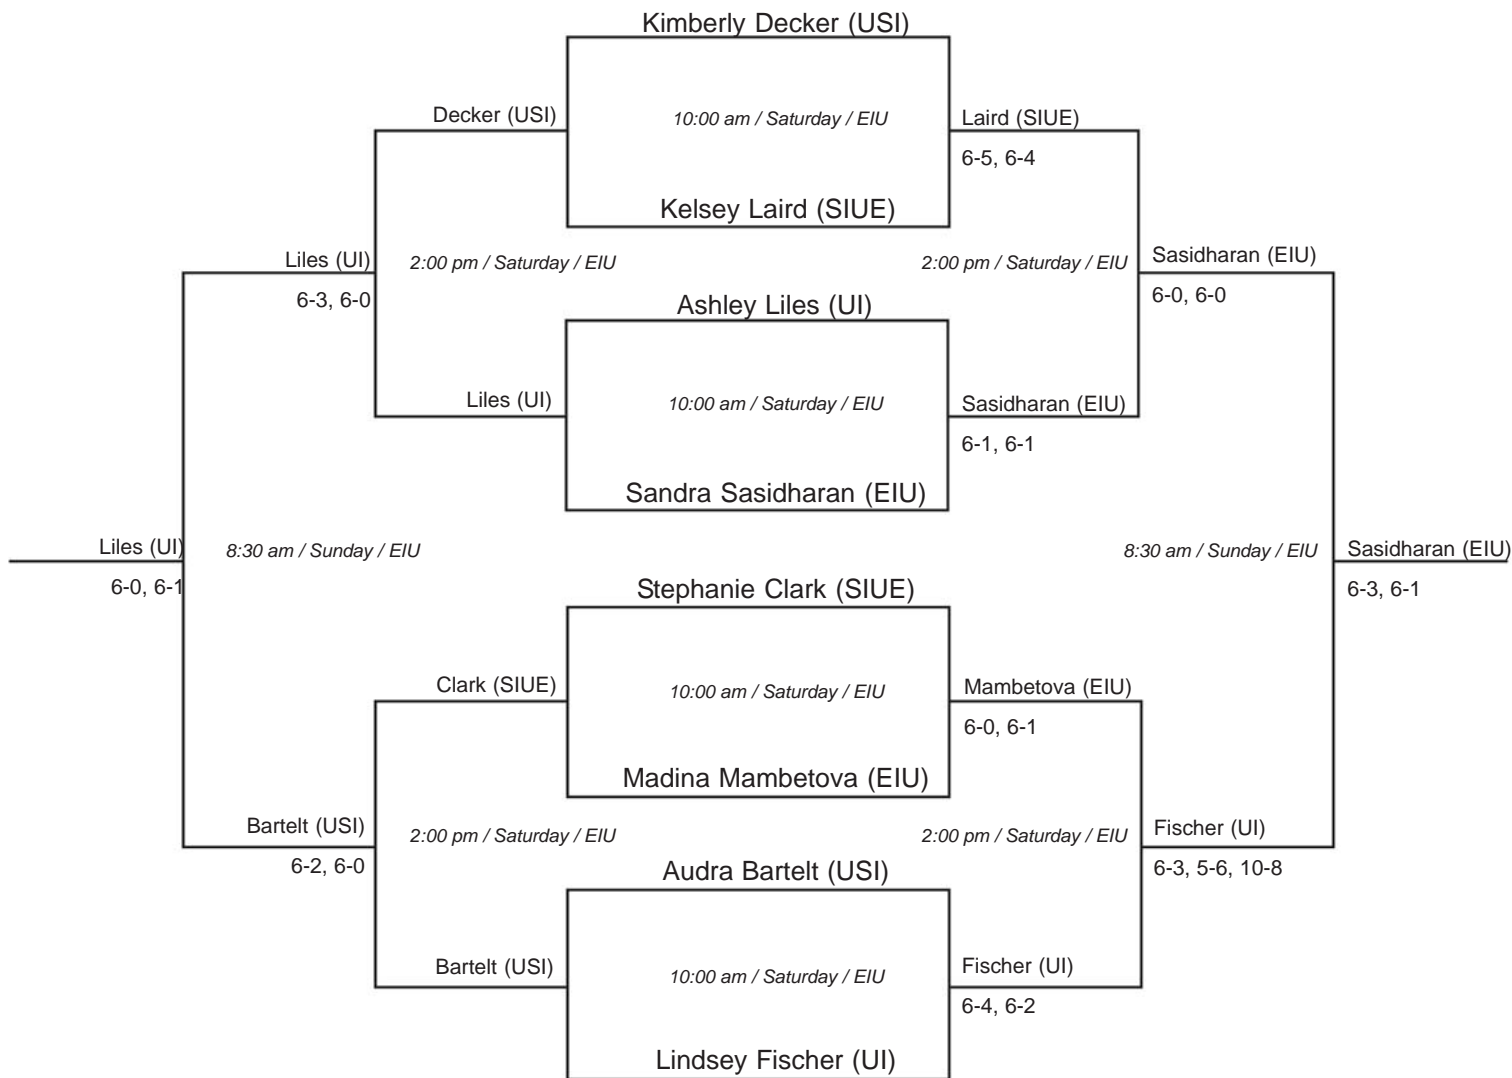 Kimberly Decker (USI)
Decker (USI)
10:00 am / Saturday / EIU
Laird (SIUE)
6-5, 6-4
Kelsey Laird (SIUE)
Liles (UI)
2:00 pm / Saturday / EIU
2:00 pm / Saturday / EIU
Sasidharan (EIU)
6-3, 6-0
6-0, 6-0
Ashley Liles (UI)
Liles (UI)
10:00 am / Saturday / EIU
Sasidharan (EIU)
6-1, 6-1
Sandra Sasidharan (EIU)
Liles (UI)
8:30 am / Sunday / EIU
8:30 am / Sunday / EIU
Sasidharan (EIU)
6-0, 6-1
6-3, 6-1
Stephanie Clark (SIUE)
Clark (SIUE)
10:00 am / Saturday / EIU
Mambetova (EIU)
6-0, 6-1
Madina Mambetova (EIU)
Bartelt (USI)
2:00 pm / Saturday / EIU
2:00 pm / Saturday / EIU
Fischer (UI)
6-2, 6-0
6-3, 5-6, 10-8
Audra Bartelt (USI)
Bartelt (USI)
10:00 am / Saturday / EIU
Fischer (UI)
6-4, 6-2
Lindsey Fischer (UI)